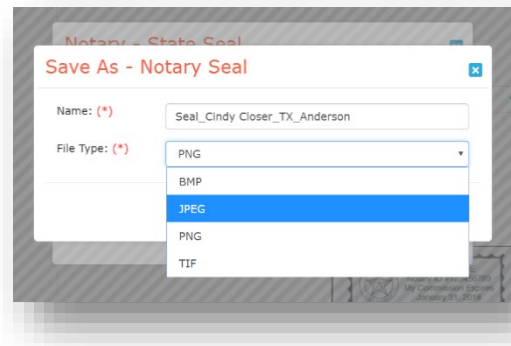 Notary - State Seal
Save As - Notary Seal
Name: (*)
Seal_Cindy Closer_TX_Anderson
File Type: (*)
PNG
BMP
JPEG
PNG
TIF
My Commission Expires
January 31, 2018